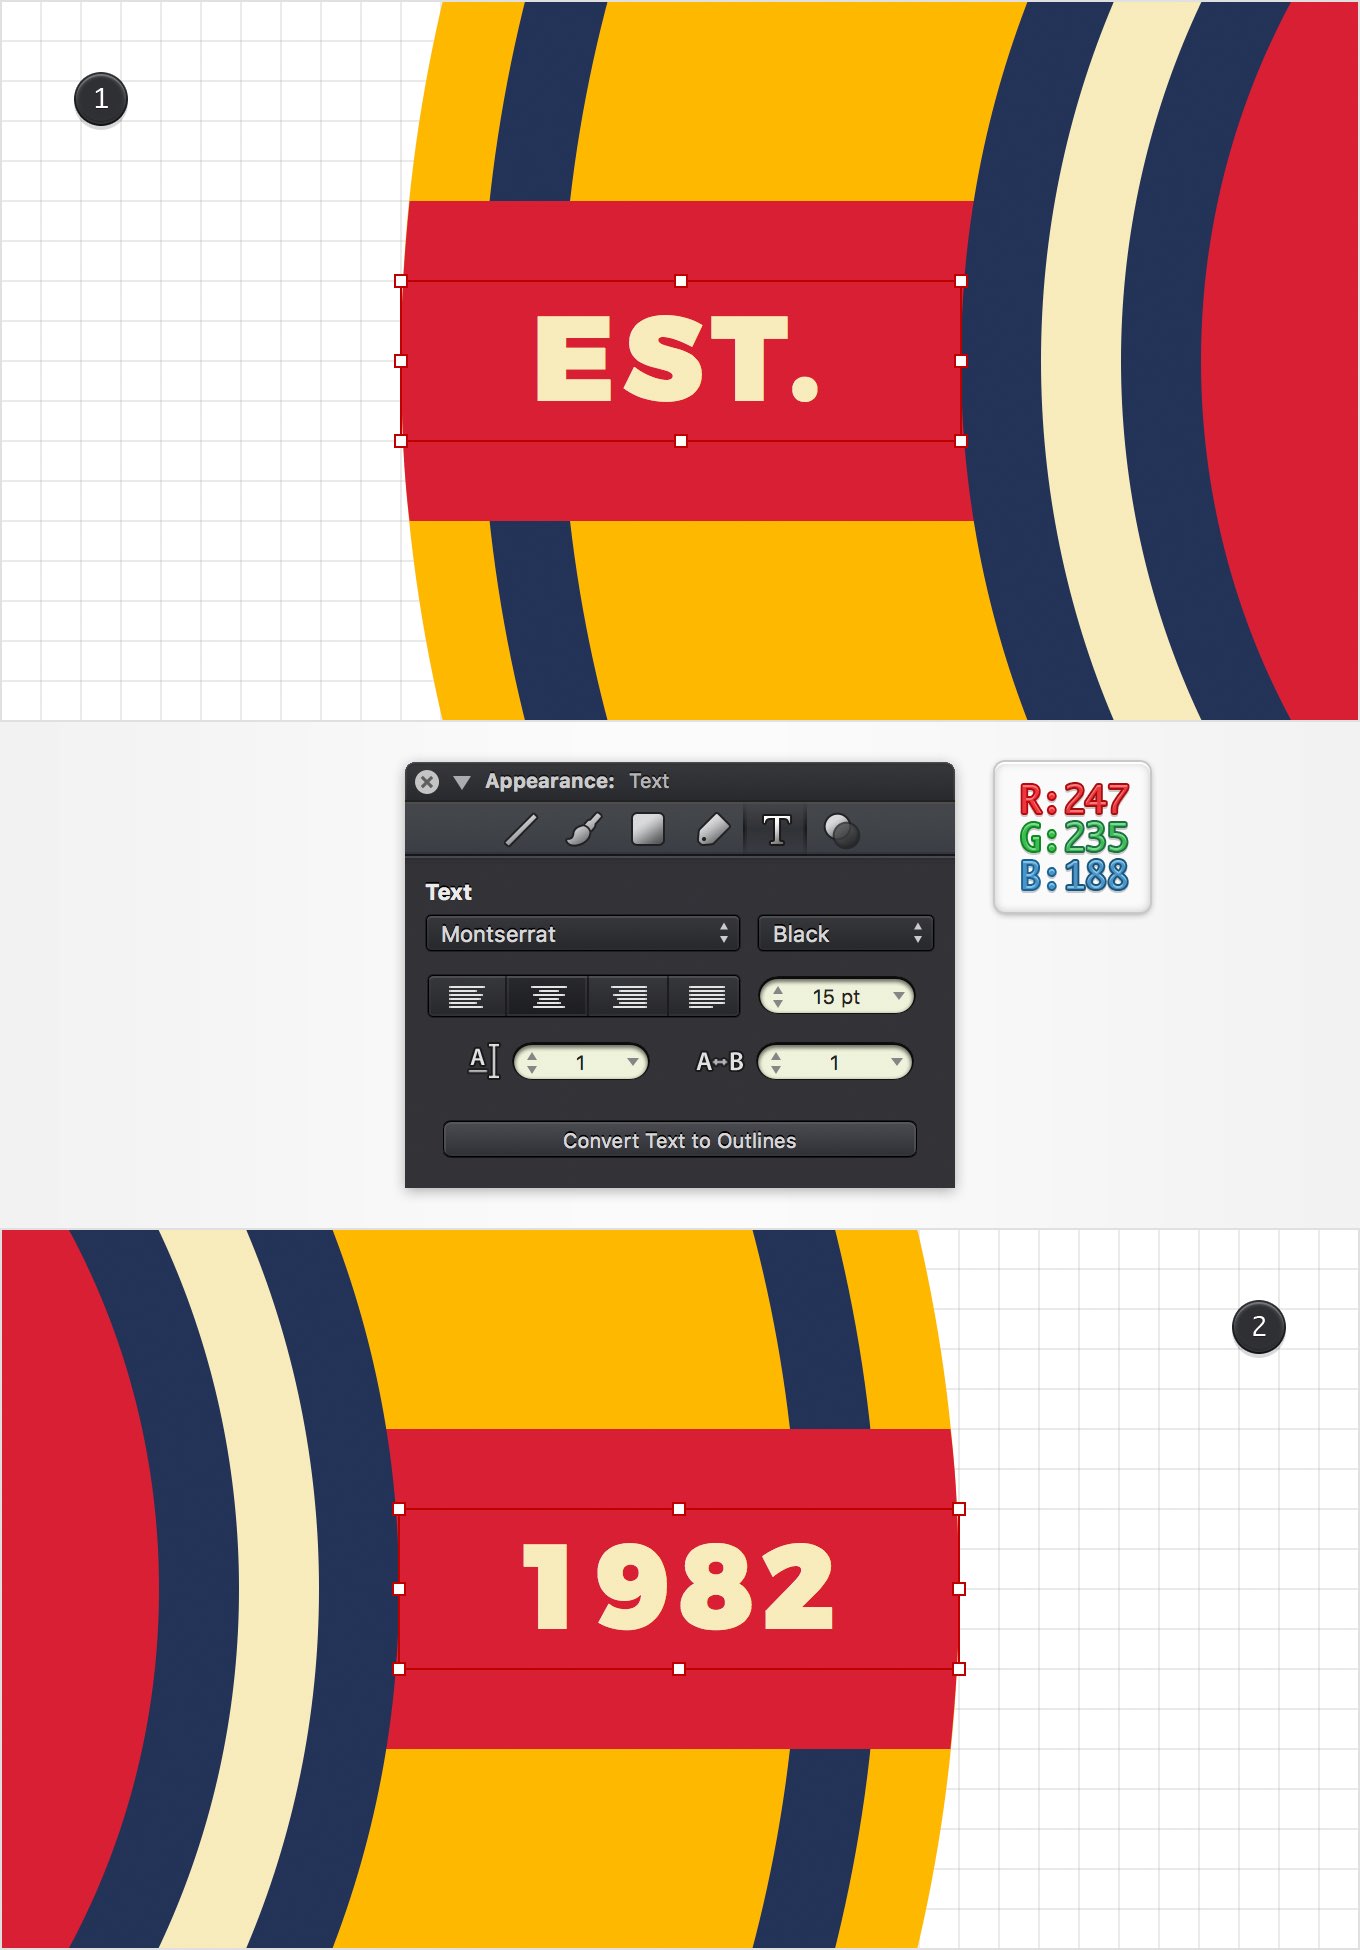 1
EST.
Appearance: Text
R:247
G:235
B:188
T
Text
Montserrat
Black
15 pt
A 1
A↔B 1
Convert Text to Outlines
2
1982